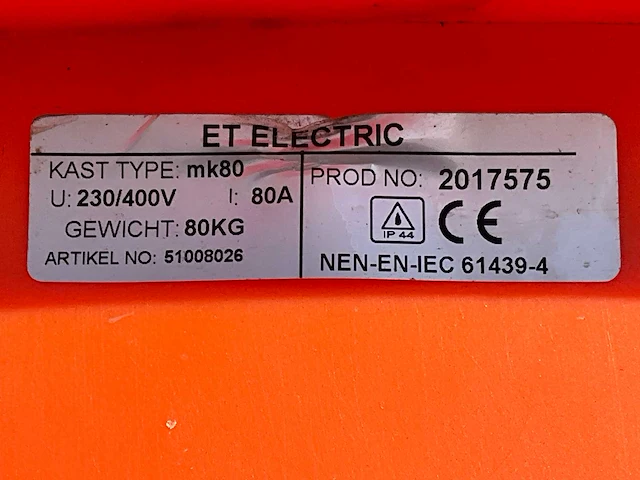 ET ELECTRIC
KAST TYPE: mk80
U: 230/400V I: 80A
GEWICHT: 80KG
ARTIKEL NO: 51008026
PROD NO: 2017575
IP 44 CE
NEN-EN-IEC 61439-4